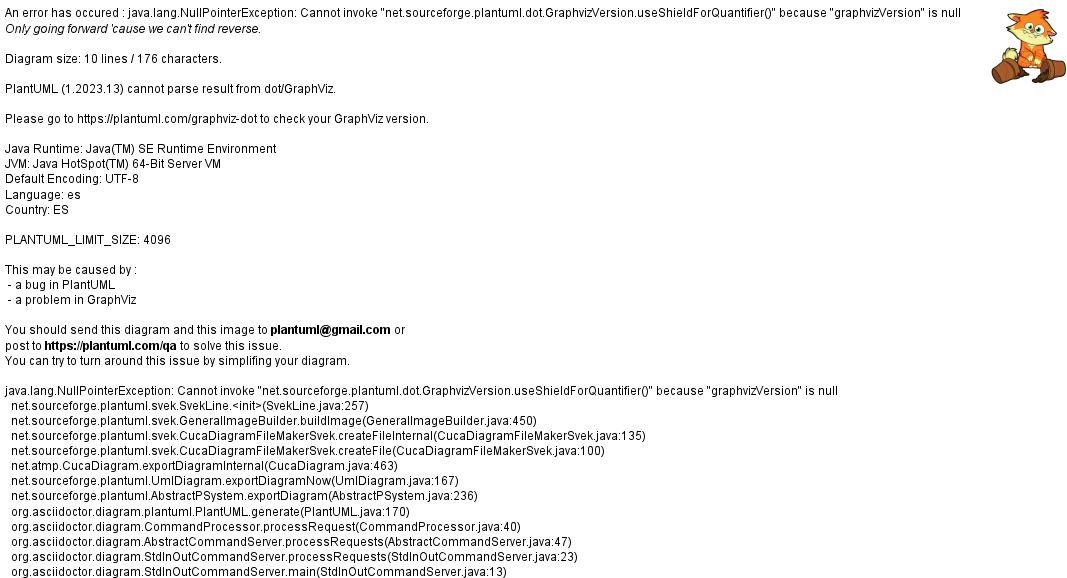 An error has occured : java.lang.NullPointerException: Cannot invoke "net.sourceforge.plantuml.dot.GraphvizVersion.useShieldForQuantifier()" because "graphvizVersion" is null
Only going forward 'cause we can't find reverse.
Diagram size: 10 lines / 176 characters.
PlantUML (1.2023.13) cannot parse result from dot/GraphViz.
Please go to https://plantuml.com/graphviz-dot to check your GraphViz version.
Java Runtime: Java(TM) SE Runtime Environment
JVM: Java HotSpot(TM) 64-Bit Server VM
Default Encoding: UTF-8
Language: es
Country: ES
PLANTUML_LIMIT_SIZE: 4096
This may be caused by :
- a bug in PlantUML
- a problem in GraphViz
You should send this diagram and this image to plantuml@gmail.com or
post to https://plantuml.com/qa to solve this issue.
You can try to turn around this issue by simplifing your diagram.
java.lang.NullPointerException: Cannot invoke "net.sourceforge.plantuml.dot.GraphvizVersion.useShieldForQuantifier()" because "graphvizVersion" is null
net.sourceforge.plantuml.svek.SvekLine.<init>(SvekLine.java:257)
net.sourceforge.plantuml.svek.GeneralImageBuilder.buildImage(GeneralImageBuilder.java:450)
net.sourceforge.plantuml.svek.CucaDiagramFileMakerSvek.createFileInternal(CucaDiagramFileMakerSvek.java:135)
net.sourceforge.plantuml.svek.CucaDiagramFileMakerSvek.createFile(CucaDiagramFileMakerSvek.java:100)
net.atmp.CucaDiagram.exportDiagramInternal(CucaDiagram.java:463)
net.sourceforge.plantuml.UmlDiagram.exportDiagramNow(UmlDiagram.java:167)
net.sourceforge.plantuml.AbstractPSystem.exportDiagram(AbstractPSystem.java:236)
org.asciidoctor.diagram.plantuml.PlantUML.generate(PlantUML.java:170)
org.asciidoctor.diagram.CommandProcessor.processRequest(CommandProcessor.java:40)
org.asciidoctor.diagram.AbstractCommandServer.processRequests(AbstractCommandServer.java:47)
org.asciidoctor.diagram.StdInOutCommandServer.processRequests(StdInOutCommandServer.java:23)
org.asciidoctor.diagram.StdInOutCommandServer.main(StdInOutCommandServer.java:13)